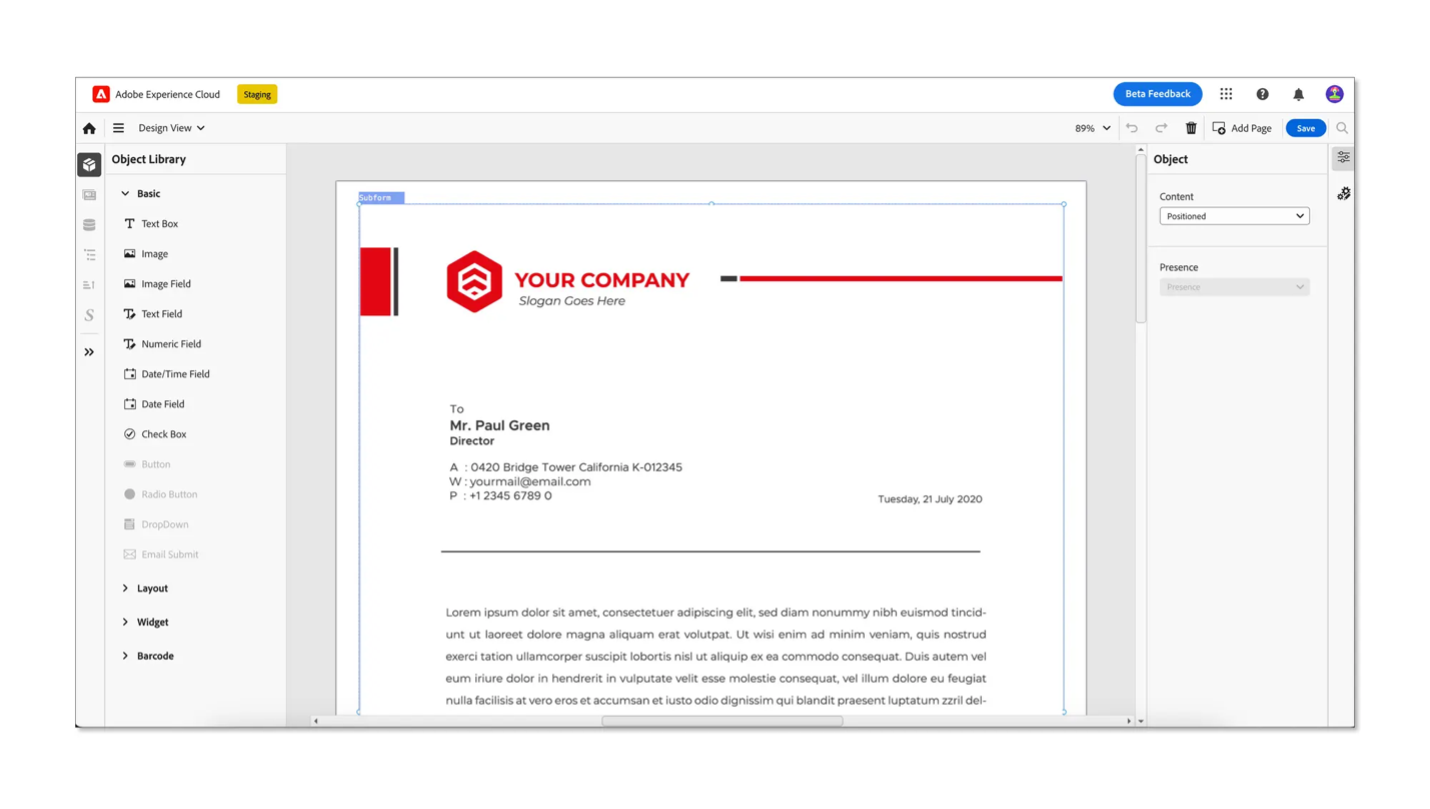 Adobe Experience Cloud Staging Beta Feedback
Design View 89% Add Page Save
Object Library
Basic
Text Box
Image
Image Field
Text Field
Numeric Field
Date/Time Field
Date Field
Check Box
Button
Radio Button
DropDown
Email Submit
Layout
Widget
Barcode
Subform
YOUR COMPANY
Slogan Goes Here
To
Mr. Paul Green
Director
A : 0420 Bridge Tower California K-012345
W : yourmail@email.com
P : +1 2345 6789 0
Tuesday, 21 July 2020
Lorem ipsum dolor sit amet, consectetuer adipiscing elit, sed diam nonummy nibh euismod tincid-
unt ut laoreet dolore magna aliquam erat volutpat. Ut wisi enim ad minim veniam, quis nostrud
exerci tation ullamcorper suscipit lobortis nisl ut aliquip ex ea commodo consequat. Duis autem vel
eum iriure dolor in hendrerit in vulputate velit esse molestie consequat, vel illum dolore eu feugiat
nulla facilisis at vero eros et accumsan et iusto odio dignissim qui blandit praesent luptatum zzril del-
Object
Content
Positioned
Presence
Presence